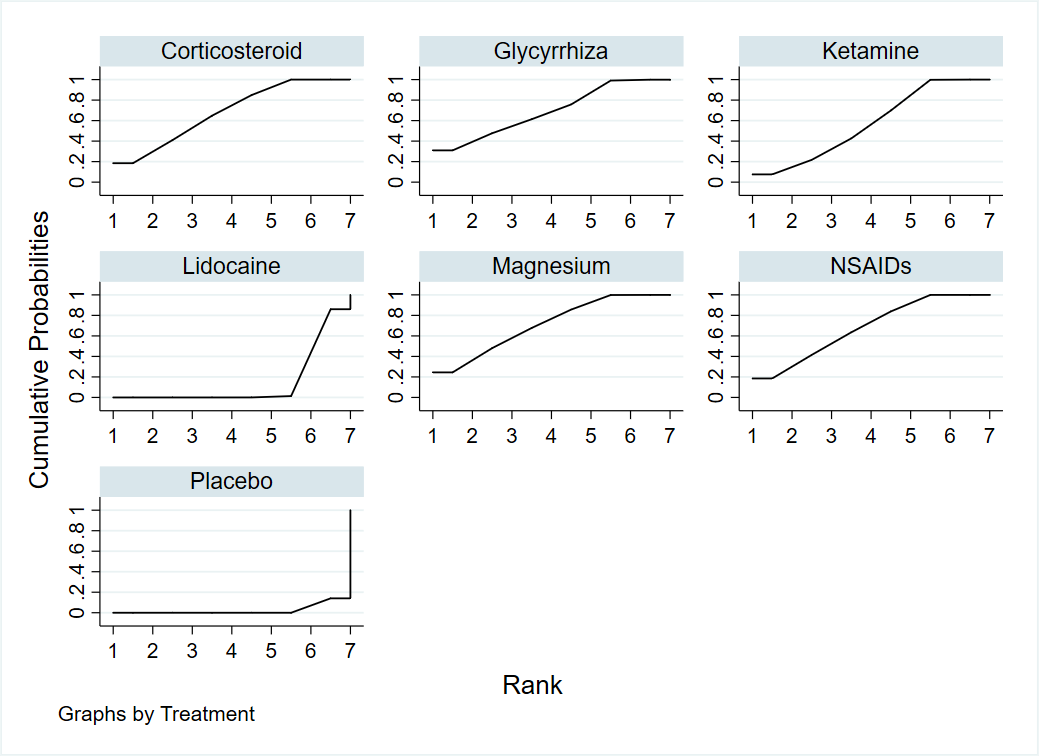 Corticosteroid Glycyrrhiza Ketamine
0 .2 .4 .6 .8 1 0 .2 .4 .6 .8 1 0 .2 .4 .6 .8 1
1 2 3 4 5 6 7 1 2 3 4 5 6 7 1 2 3 4 5 6 7
Lidocaine Magnesium NSAIDs
0 .2 .4 .6 .8 1 0 .2 .4 .6 .8 1 0 .2 .4 .6 .8 1
1 2 3 4 5 6 7 1 2 3 4 5 6 7 1 2 3 4 5 6 7
Placebo
0 .2 .4 .6 .8 1
1 2 3 4 5 6 7
Cumulative Probabilities
Rank
Graphs by Treatment